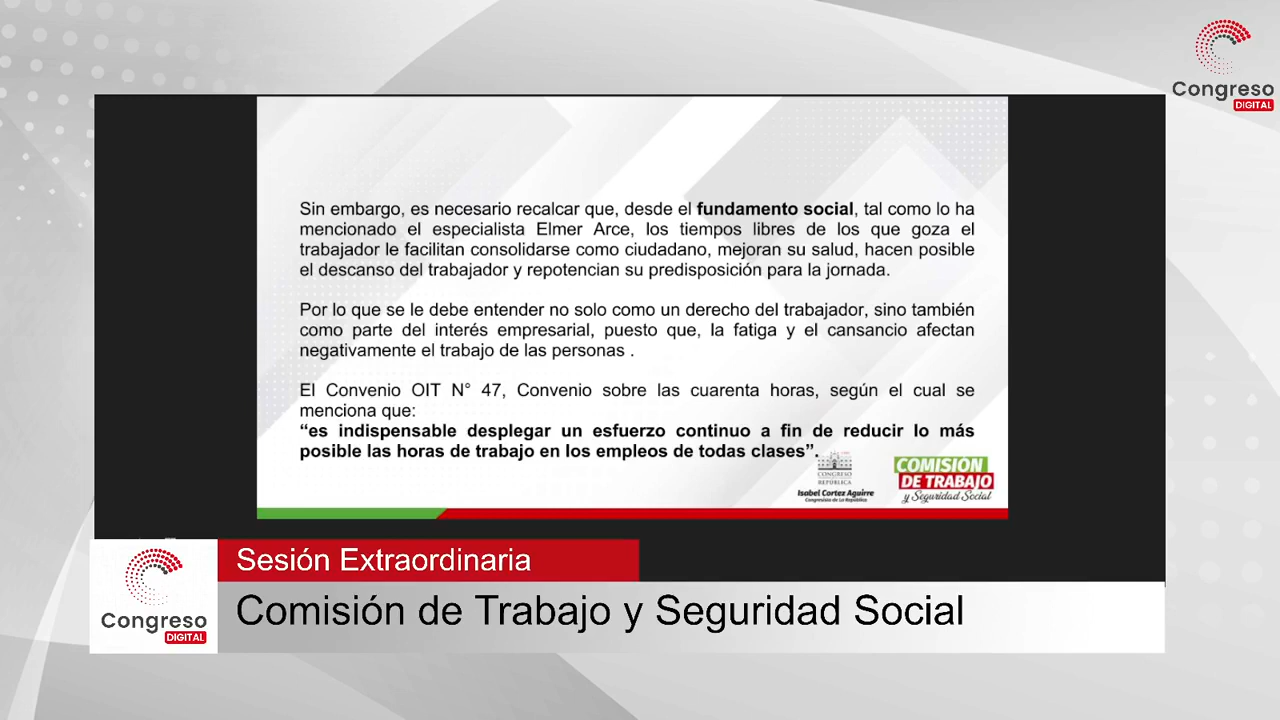 Congreso
DIGITAL
Sin embargo, es necesario recalcar que, desde el fundamento social, tal como lo ha
mencionado el especialista Elmer Arce, los tiempos libres de los que goza el
trabajador le facilitan consolidarse como ciudadano, mejoran su salud, hacen posible
el descanso del trabajador y repotencian su predisposición para la jornada.
Por lo que se le debe entender no solo como un derecho del trabajador, sino también
como parte del interés empresarial, puesto que, la fatiga y el cansancio afectan
negativamente el trabajo de las personas .
El Convenio OIT N° 47, Convenio sobre las cuarenta horas, según el cual se
menciona que:
“es indispensable desplegar un esfuerzo continuo a fin de reducir lo más
posible las horas de trabajo en los empleos de todas clases”.
CONGRESO
REPÚBLICA
Isabel Cortez Aguirre
Congresista de La República
COMISIÓN
DE TRABAJO
y Seguridad Social
Sesión Extraordinaria
Comisión de Trabajo y Seguridad Social
Congreso
DIGITAL